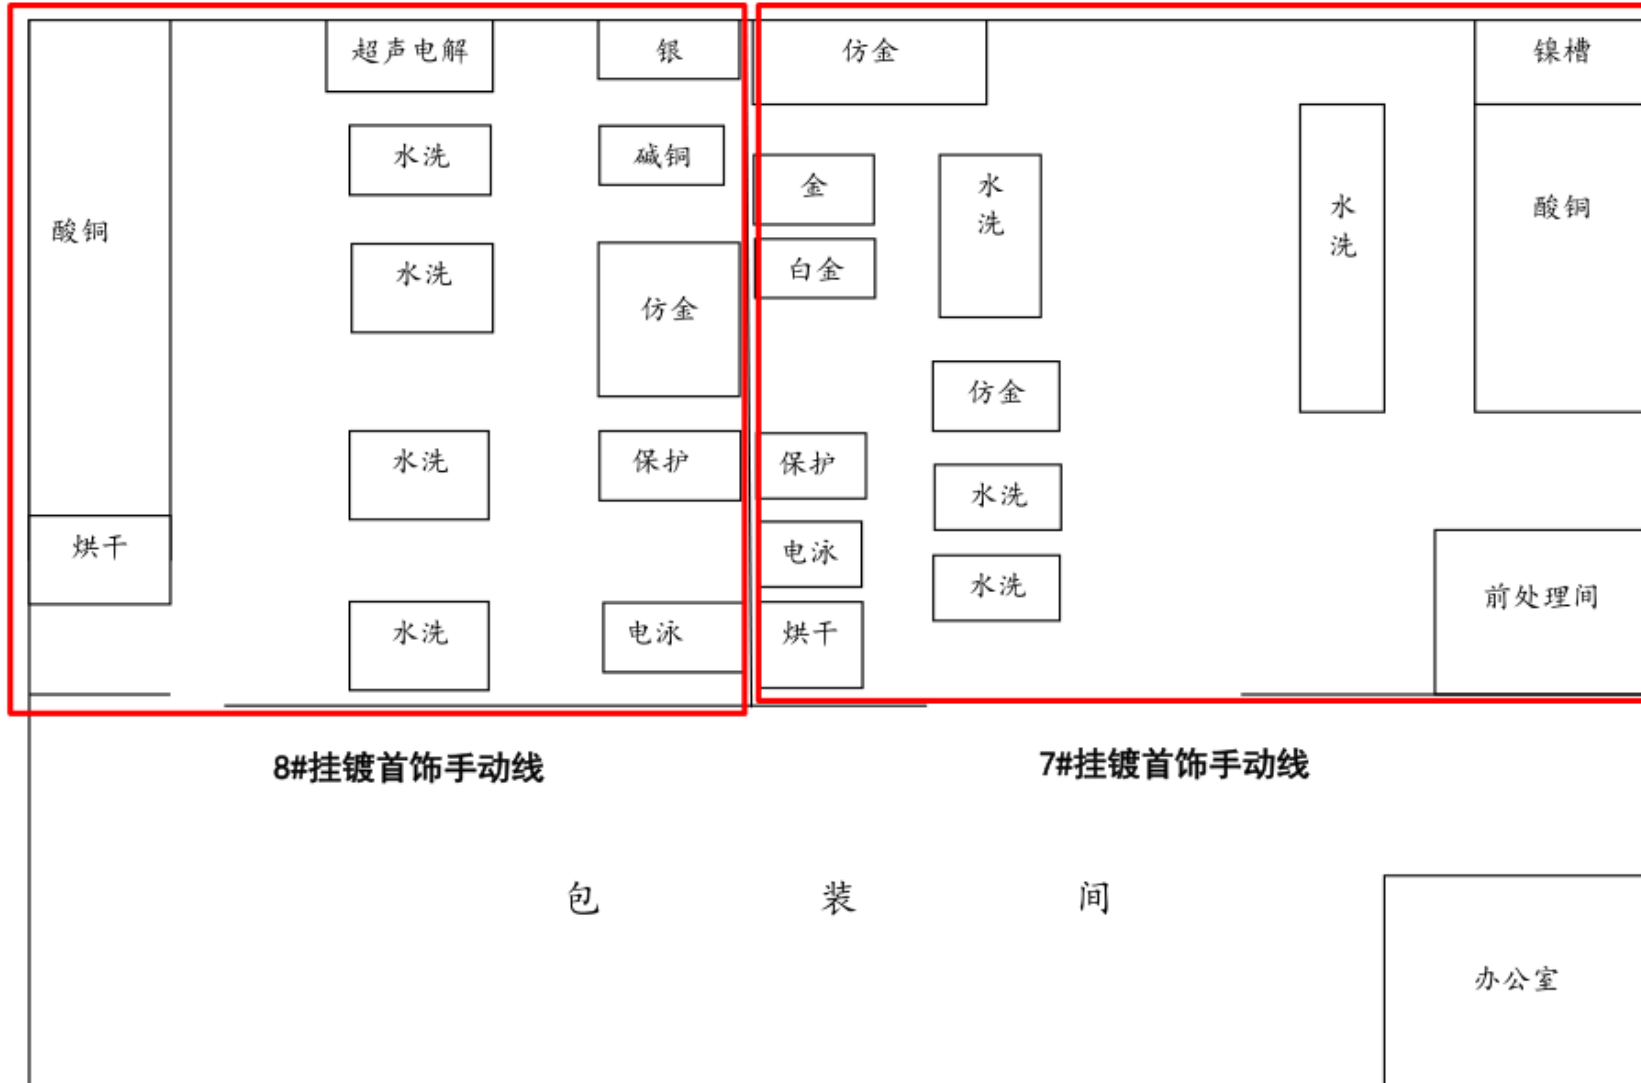 超声电解
银
仿金
镍槽
水洗
碱铜
金
水洗
水洗
酸铜
酸铜
水洗
仿金
白金
仿金
水洗
保护
保护
水洗
烘干
电泳
水洗
前处理间
水洗
电泳
烘干
8#挂镀首饰手动线
7#挂镀首饰手动线
包装间
办公室